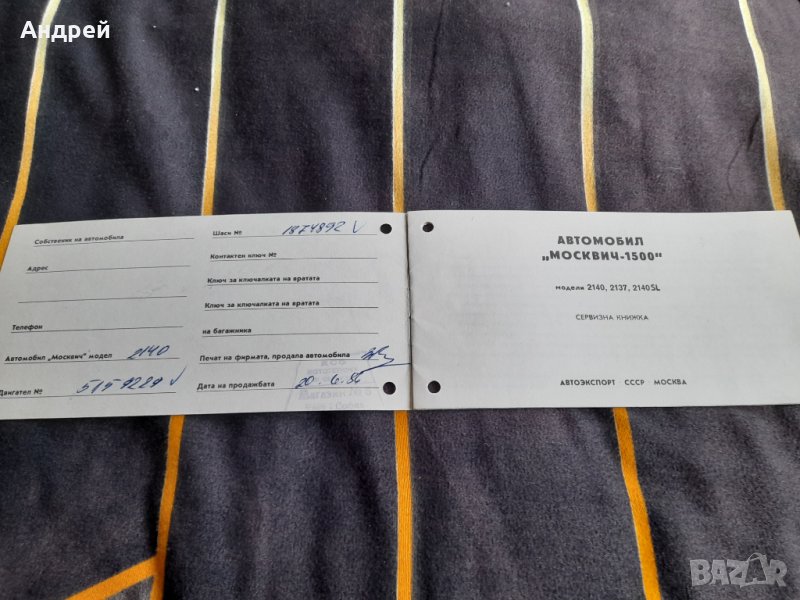 Андрей
Собственик на автомобила
Адрес
Телефон
Автомобил „Москвич" модел 2140
Двигател №
Шаси № 1874892 V
Контактен ключ №
Ключ за ключалката на вратата
Ключ за ключалката на вратата
на багажника
Печат на фирмата, продала автомобила
Дата на продажбата 20.6.86
АВТОМОБИЛ
„МОСКВИЧ-1500"
модели 2140, 2137, 2140SL
СЕРВИЗНА КНИЖКА
АВТОЭКСПОРТ СССР МОСКВА
BAZAR